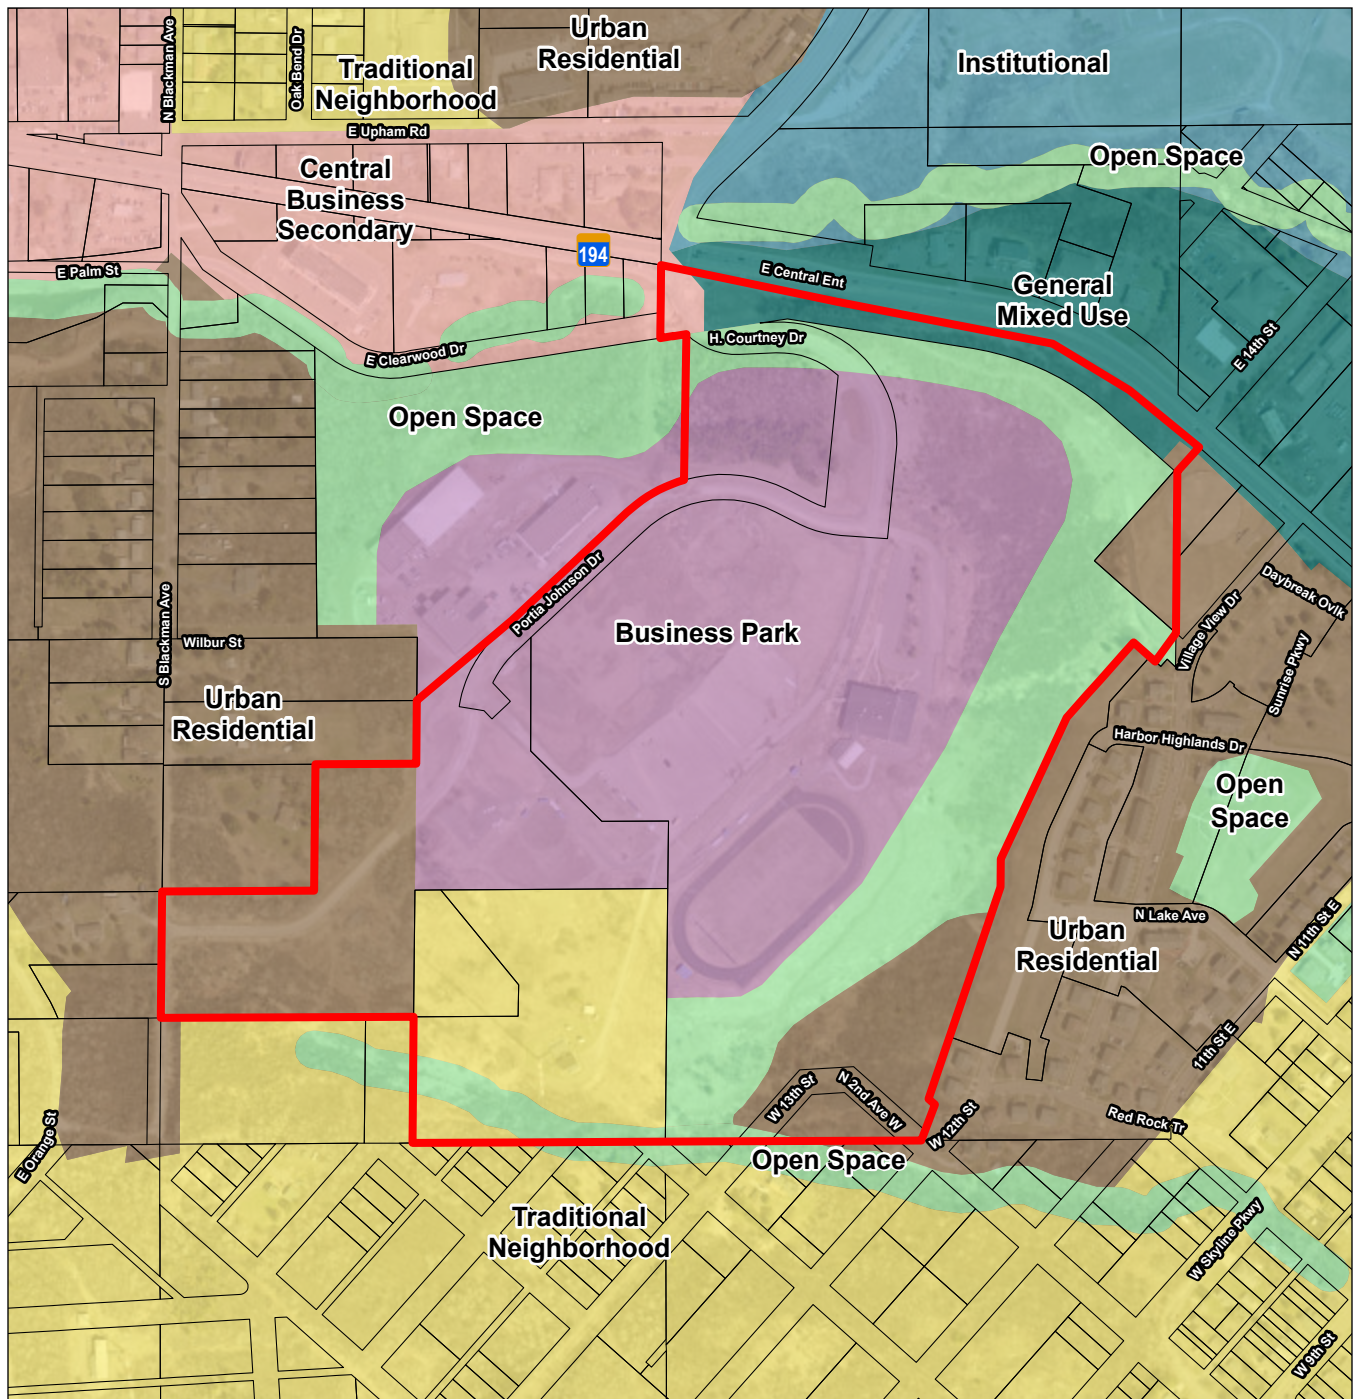 Urban
Residential
Institutional
Traditional
Neighborhood
N Blackman Ave
Oak Bend Dr
E Upham Rd
Open Space
Central
Business
Secondary
194
E Palm St
E Central Ent
General
Mixed Use
H. Courtney Dr
E 14th St
E Clearwood Dr
Open Space
Portia Johnson Dr
Daybreak Ovlk
Business Park
Village View Dr
S Blackman Ave
Wilbur St
Sunrise Pkwy
Urban
Residential
Harbor Highlands Dr
Open
Space
N Lake Ave
N 11th St E
Urban
Residential
11th St E
W 13th St
N 2nd Ave W
W 12th St
Red Rock Tr
E Orange St
Open Space
Traditional
Neighborhood
W Skyline Pkwy
W 9th St